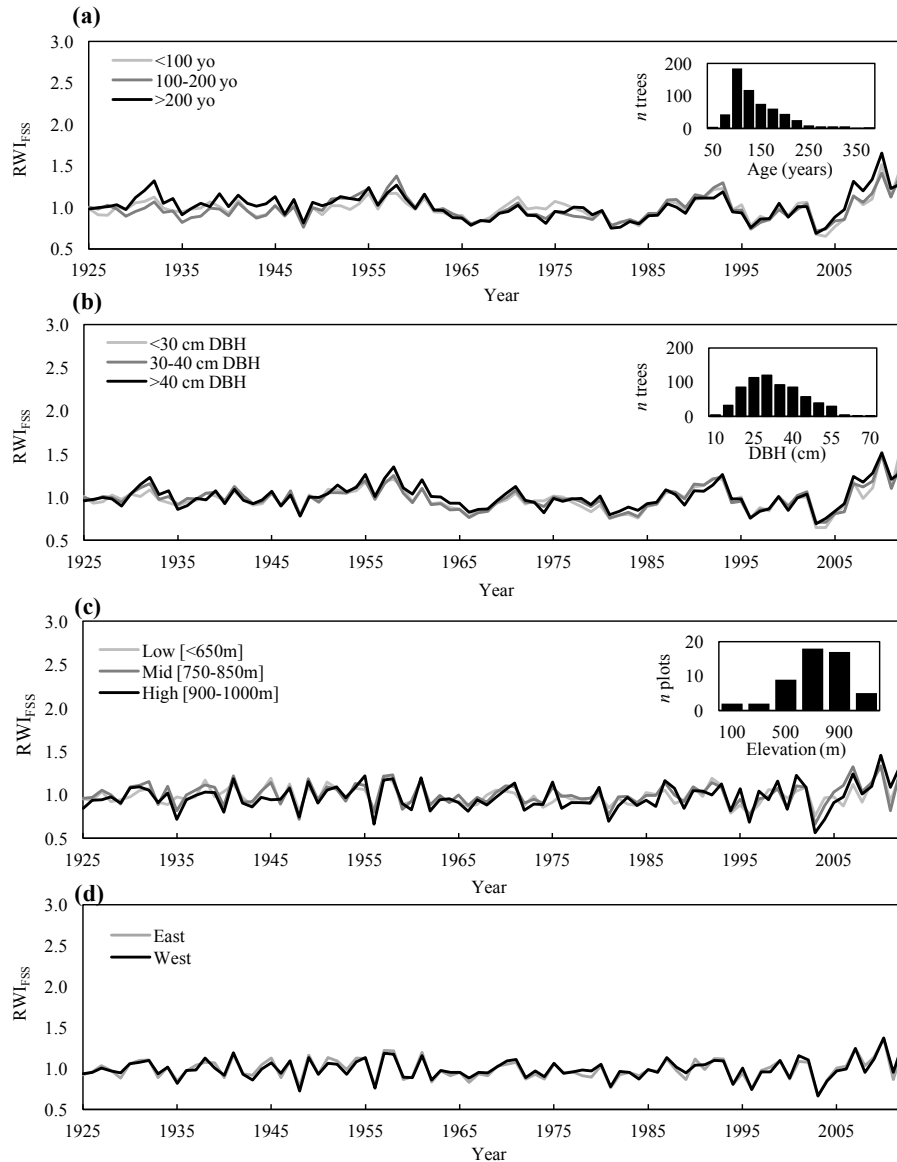 (a)
3.0
2.5
2.0
1.5
1.0
0.5
RWIFSS
<100 yo
100-200 yo
>200 yo
200
100
0
n trees
50 150 250 350
Age (years)
1925 1935 1945 1955 1965 1975 1985 1995 2005
Year
(b)
3.0
2.5
2.0
1.5
1.0
0.5
RWIFSS
<30 cm DBH
30-40 cm DBH
>40 cm DBH
200
100
0
n trees
10 25 40 55 70
DBH (cm)
1925 1935 1945 1955 1965 1975 1985 1995 2005
Year
(c)
3.0
2.5
2.0
1.5
1.0
0.5
RWIFSS
Low [<650m]
Mid [750-850m]
High [900-1000m]
20
10
0
n plots
100 500 900
Elevation (m)
1925 1935 1945 1955 1965 1975 1985 1995 2005
Year
(d)
3.0
2.5
2.0
1.5
1.0
0.5
RWIFSS
East
West
1925 1935 1945 1955 1965 1975 1985 1995 2005
Year